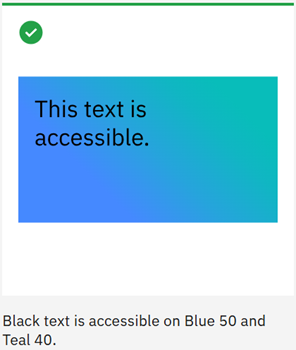 This text is
accessible.
Black text is accessible on Blue 50 and
Teal 40.